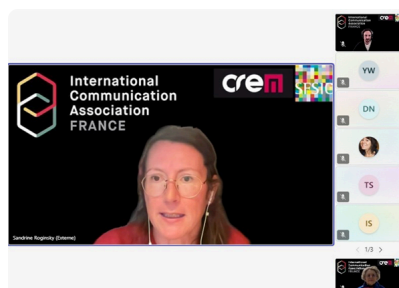 International
Communication
Association
FRANCE
crem
SFSIC
Sandrine Roginsky (Externe)
YW
DN
TS
IS
1/3